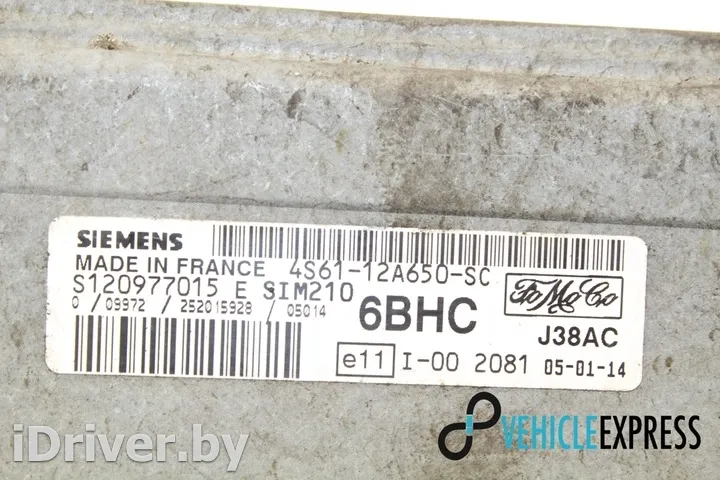 SIEMENS
MADE IN FRANCE 4S61-12A650-SC
S120977015 E SIM210
0 / 09972 / 252015928 / 05014
6BHC
FoMoCo
J38AC
e11 I-00 2081 05-01-14
iDriver.by
VEHICLEEXPRESS